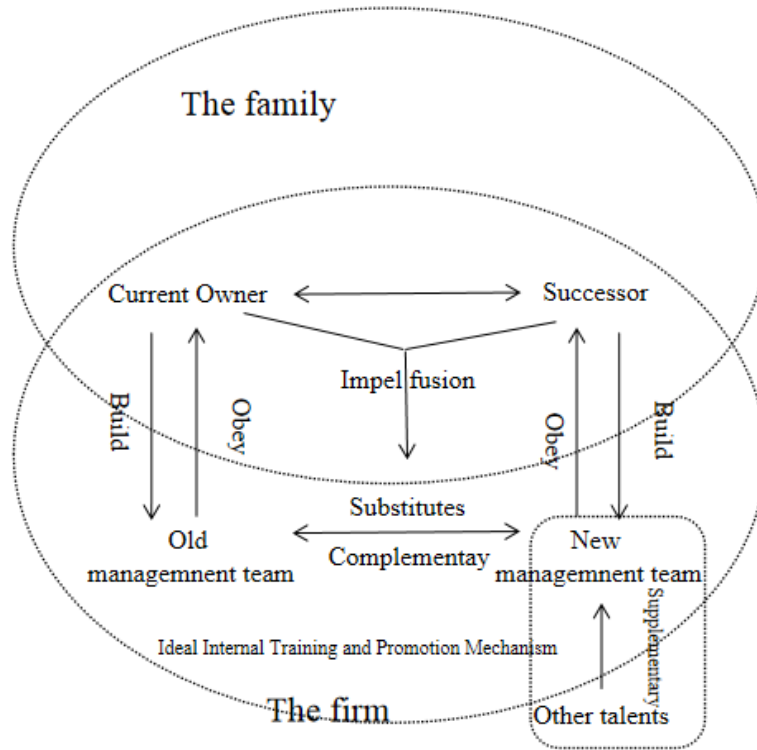 The family
Current Owner
Successor
Impel fusion
Build
Obey
Obey
Build
Substitutes
Complementay
Old
managemnent team
New
managemnent team
Supplementary
Ideal Internal Training and Promotion Mechanism
The firm
Other talents